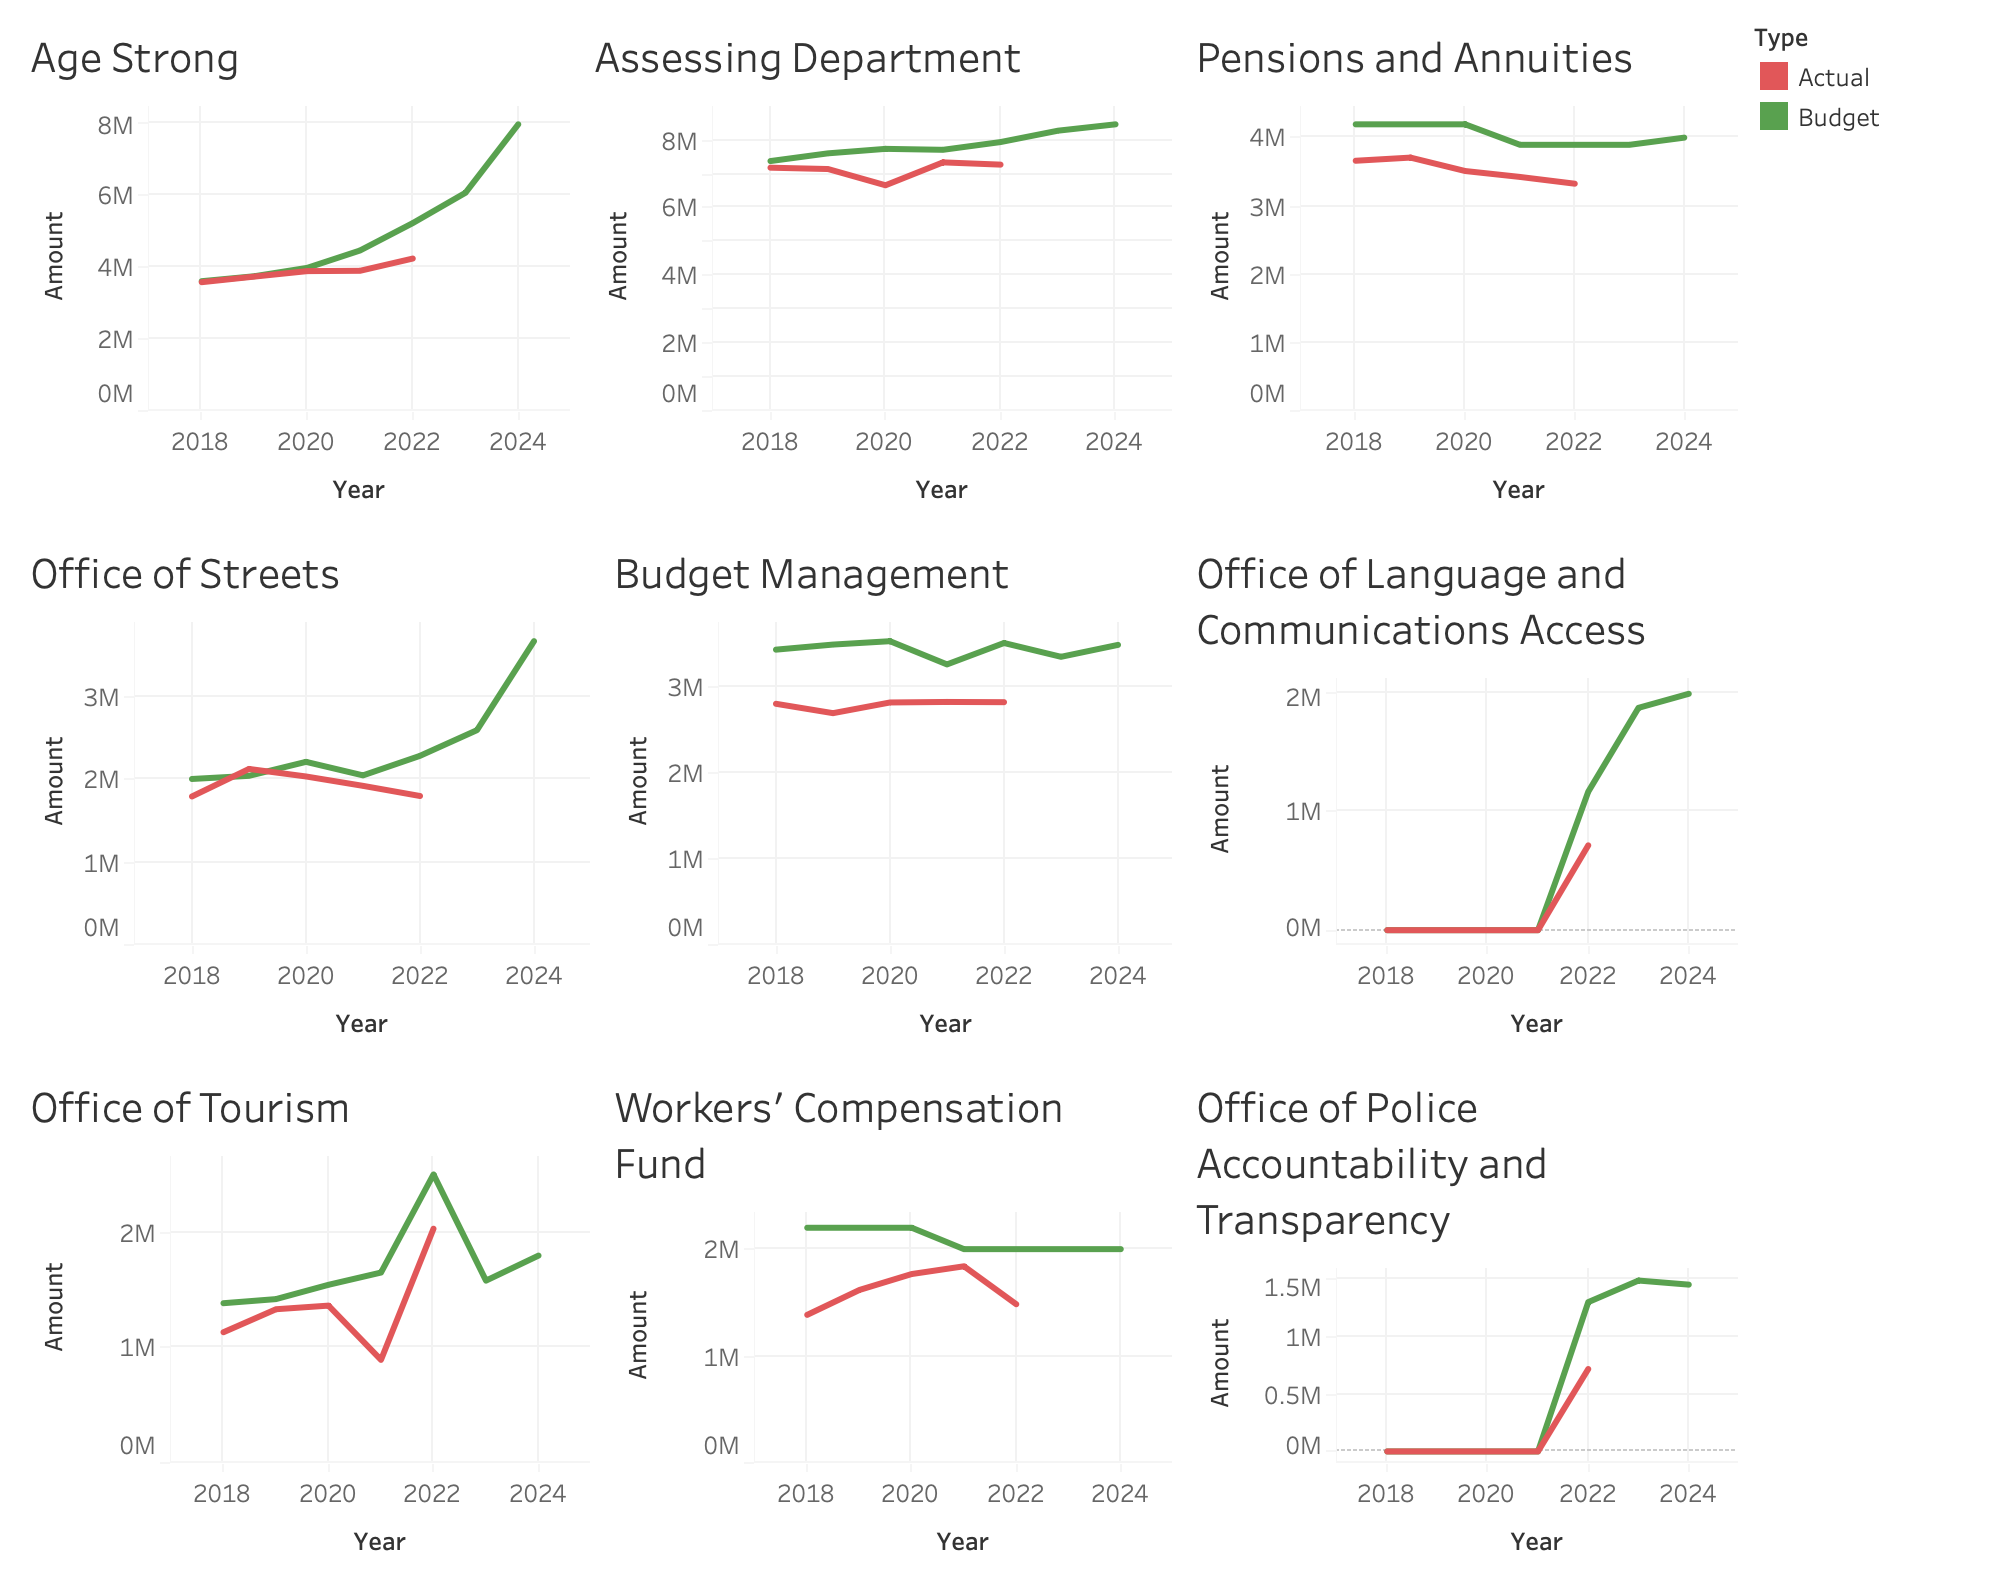 Age Strong
8M
6M
4M
2M
0M
Amount
2018 2020 2022 2024
Year
Assessing Department
8M
6M
4M
2M
0M
Amount
2018 2020 2022 2024
Year
Pensions and Annuities
4M
3M
2M
1M
0M
Amount
2018 2020 2022 2024
Year
Type
Actual
Budget
Office of Streets
3M
2M
1M
0M
Amount
2018 2020 2022 2024
Year
Budget Management
3M
2M
1M
0M
Amount
2018 2020 2022 2024
Year
Office of Language and
Communications Access
2M
1M
0M
Amount
2018 2020 2022 2024
Year
Office of Tourism
2M
1M
0M
Amount
2018 2020 2022 2024
Year
Workers’ Compensation
Fund
2M
1M
0M
Amount
2018 2020 2022 2024
Year
Office of Police
Accountability and
Transparency
1.5M
1M
0.5M
0M
Amount
2018 2020 2022 2024
Year